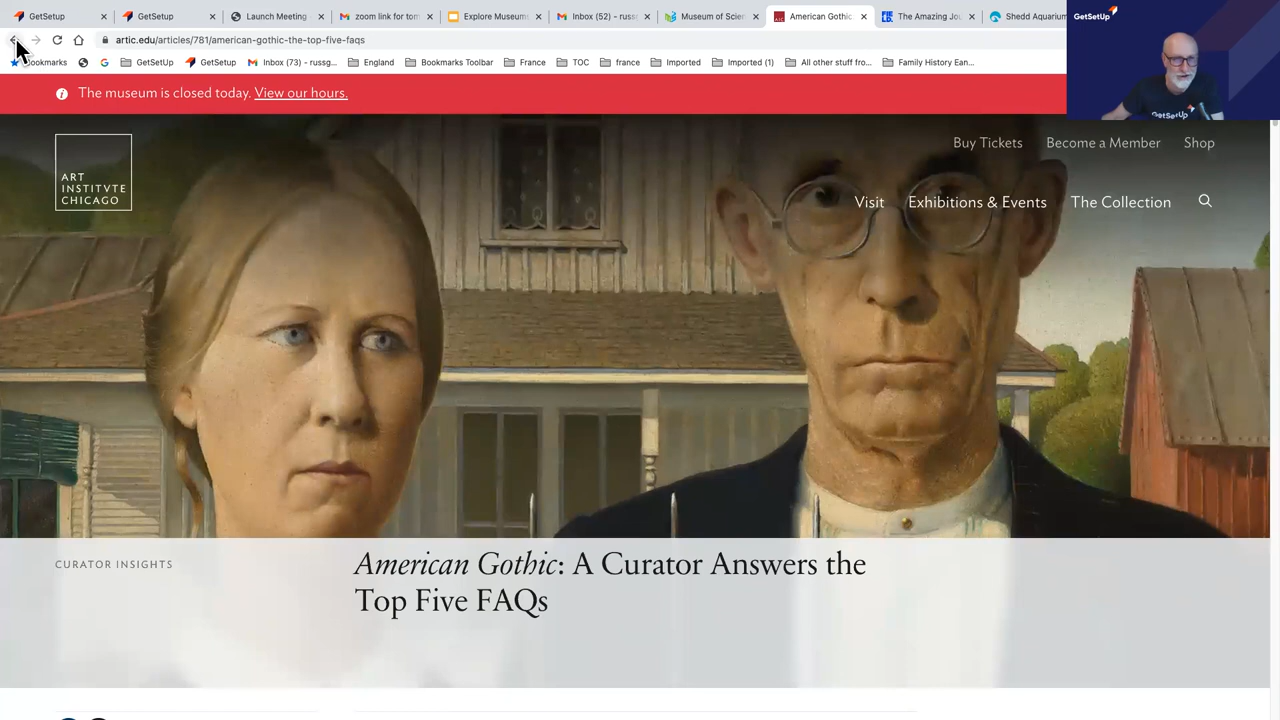 GetSetUp
GetSetup
Launch Meeting
zoom link for tom
Explore Museums
Inbox (52) - russg
Museum of Scien
American Gothic
The Amazing Jou
Shedd Aquarium
GetSetUp
artic.edu/articles/781/american-gothic-the-top-five-faqs
Bookmarks
GetSetUp
GetSetup
Inbox (73) - russg...
England
Bookmarks Toolbar
France
TOC
france
Imported
Imported (1)
All other stuff fro...
Family History Ean...
GetSetUp
The museum is closed today. View our hours.
Buy Tickets Become a Member Shop
ART
INSTITVTE
CHICAGO
Visit Exhibitions & Events The Collection
CURATOR INSIGHTS
American Gothic: A Curator Answers the
Top Five FAQs